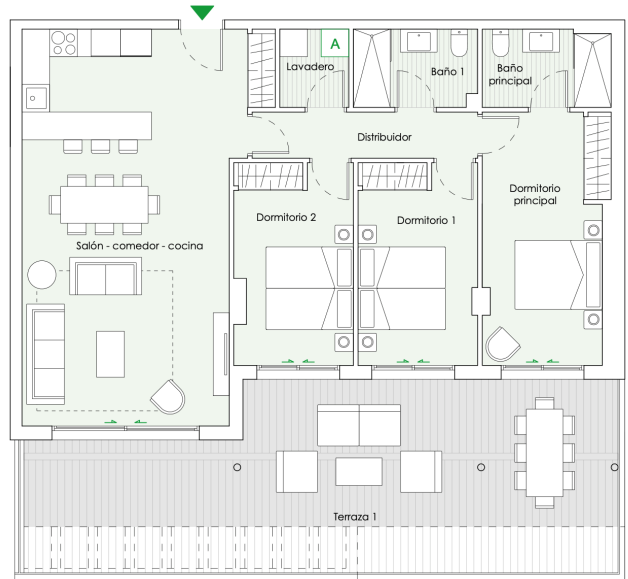 A
Lavadero
Baño 1
Baño
principal
Distribuidor
Dormitorio
principal
Dormitorio 2
Dormitorio 1
Salón - comedor - cocina
Terraza 1